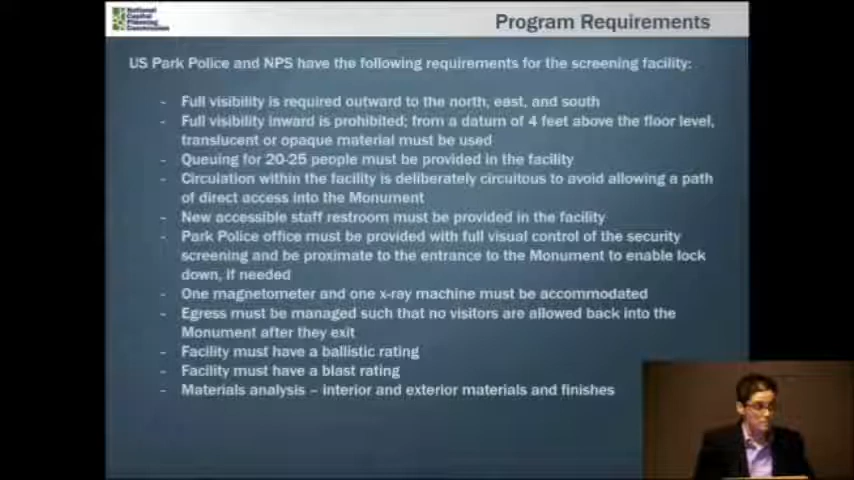 National
Capital
Planning
Commission
Program Requirements
US Park Police and NPS have the following requirements for the screening facility:
- Full visibility is required outward to the north, east, and south
- Full visibility inward is prohibited; from a datum of 4 feet above the floor level,
translucent or opaque material must be used
- Queuing for 20-25 people must be provided in the facility
- Circulation within the facility is deliberately circuitous to avoid allowing a path
of direct access into the Monument
- New accessible staff restroom must be provided in the facility
- Park Police office must be provided with full visual control of the security
screening and be proximate to the entrance to the Monument to enable lock
down, if needed
- One magnetometer and one x-ray machine must be accommodated
- Egress must be managed such that no visitors are allowed back into the
Monument after they exit
- Facility must have a ballistic rating
- Facility must have a blast rating
- Materials analysis – interior and exterior materials and finishes